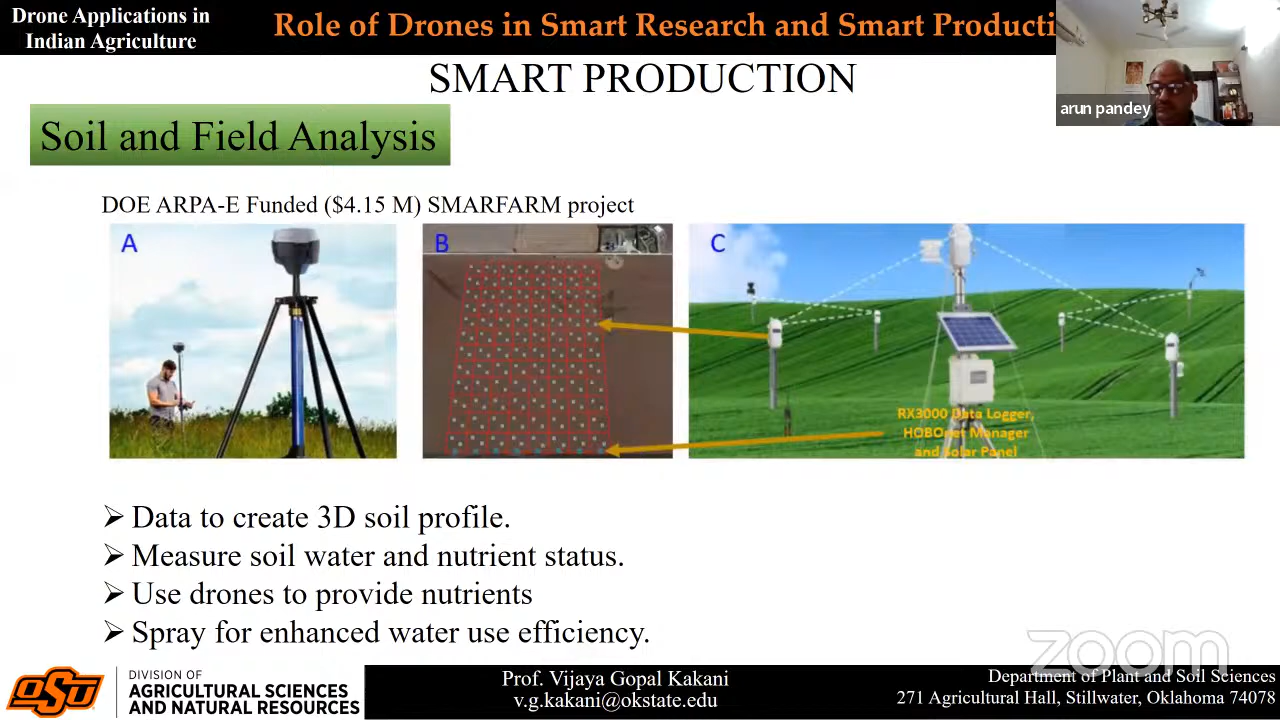 Drone Applications in
Indian Agriculture
Role of Drones in Smart Research and Smart Producti
arun pandey
SMART PRODUCTION
Soil and Field Analysis
DOE ARPA-E Funded ($4.15 M) SMARFARM project
A
B
C
RX3000 Data Logger,
HOBOnet Manager
and Solar Panel
➢ Data to create 3D soil profile.
➢ Measure soil water and nutrient status.
➢ Use drones to provide nutrients
➢ Spray for enhanced water use efficiency.
zoom
OSU
DIVISION OF
AGRICULTURAL SCIENCES
AND NATURAL RESOURCES
Prof. Vijaya Gopal Kakani
v.g.kakani@okstate.edu
Department of Plant and Soil Sciences
271 Agricultural Hall, Stillwater, Oklahoma 74078